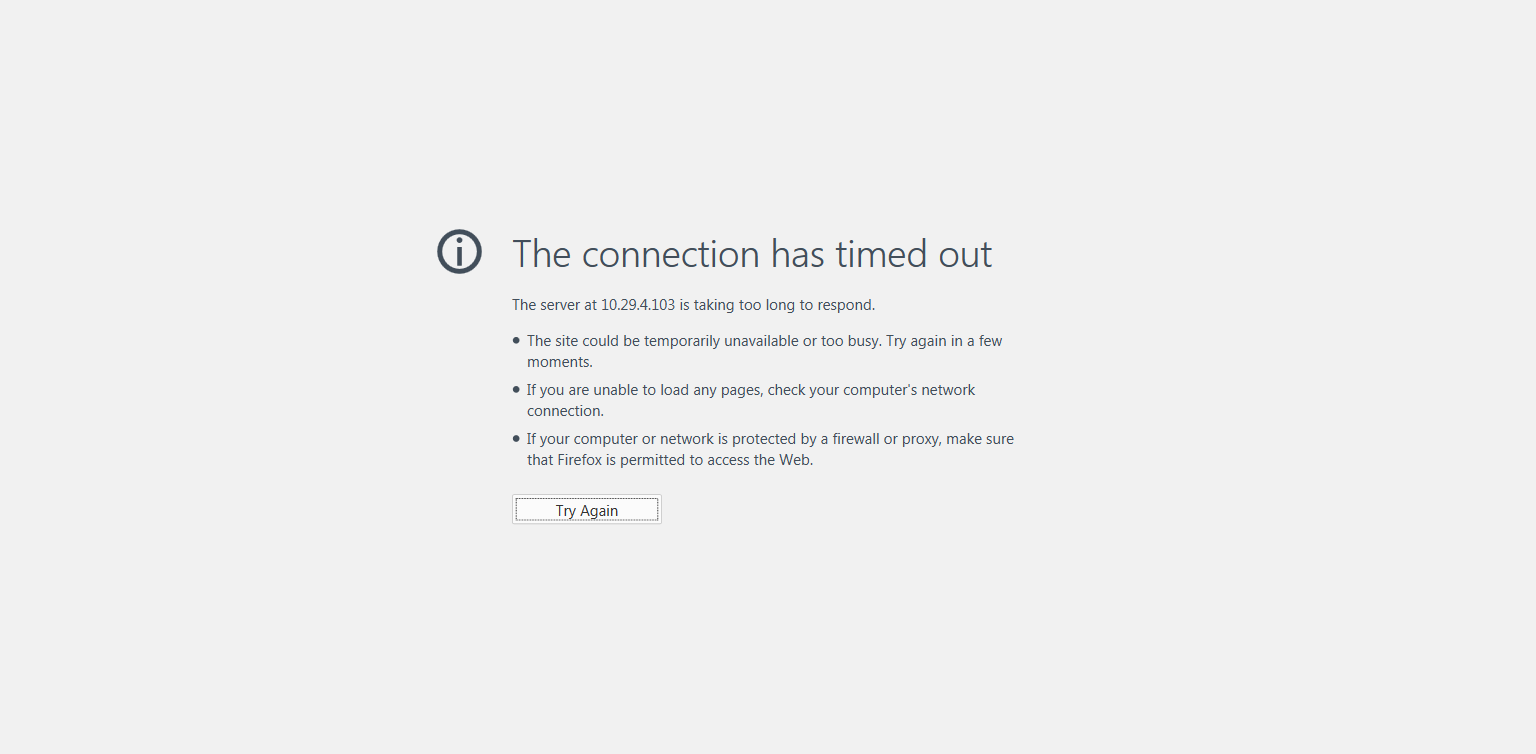 The connection has timed out
The server at 10.29.4.103 is taking too long to respond.
The site could be temporarily unavailable or too busy. Try again in a few
moments.
If you are unable to load any pages, check your computer's network
connection.
If your computer or network is protected by a firewall or proxy, make sure
that Firefox is permitted to access the Web.
Try Again